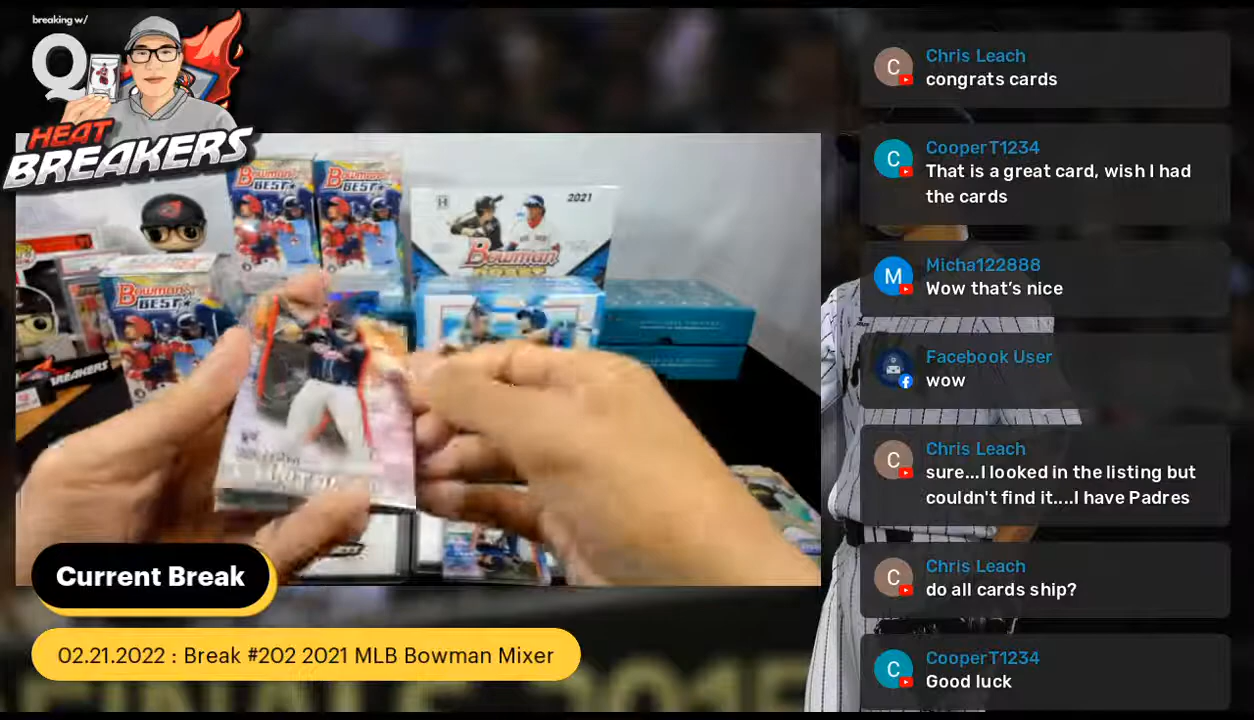 breaking w/
Q
HEAT
BREAKERS
Bowman's
BEST
Bowman's
BEST
2021
Bowman
DRAFT
Bowman's
BEST
BREAKERS
Current Break
02.21.2022 : Break #202 2021 MLB Bowman Mixer
Chris Leach
congrats cards
CooperT1234
That is a great card, wish I had
the cards
Micha122888
Wow that's nice
Facebook User
wow
Chris Leach
sure...I looked in the listing but
couldn't find it....I have Padres
Chris Leach
do all cards ship?
CooperT1234
Good luck